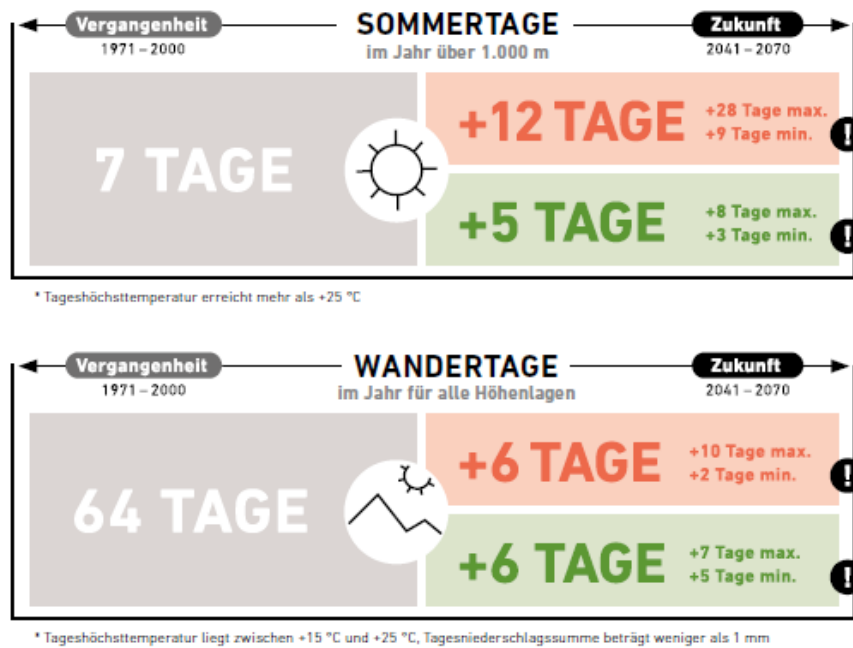 Vergangenheit
1971 – 2000
SOMMERTAGE
im Jahr über 1.000 m
Zukunft
2041 – 2070
7 TAGE
+12 TAGE
+28 Tage max.
+9 Tage min.
!
+5 TAGE
+8 Tage max.
+3 Tage min.
!
* Tageshöchsttemperatur erreicht mehr als +25 °C
Vergangenheit
1971 – 2000
WANDERTAGE
im Jahr für alle Höhenlagen
Zukunft
2041 – 2070
64 TAGE
+6 TAGE
+10 Tage max.
+2 Tage min.
!
+6 TAGE
+7 Tage max.
+5 Tage min.
!
* Tageshöchsttemperatur liegt zwischen +15 °C und +25 °C, Tagesniederschlagssumme beträgt weniger als 1 mm